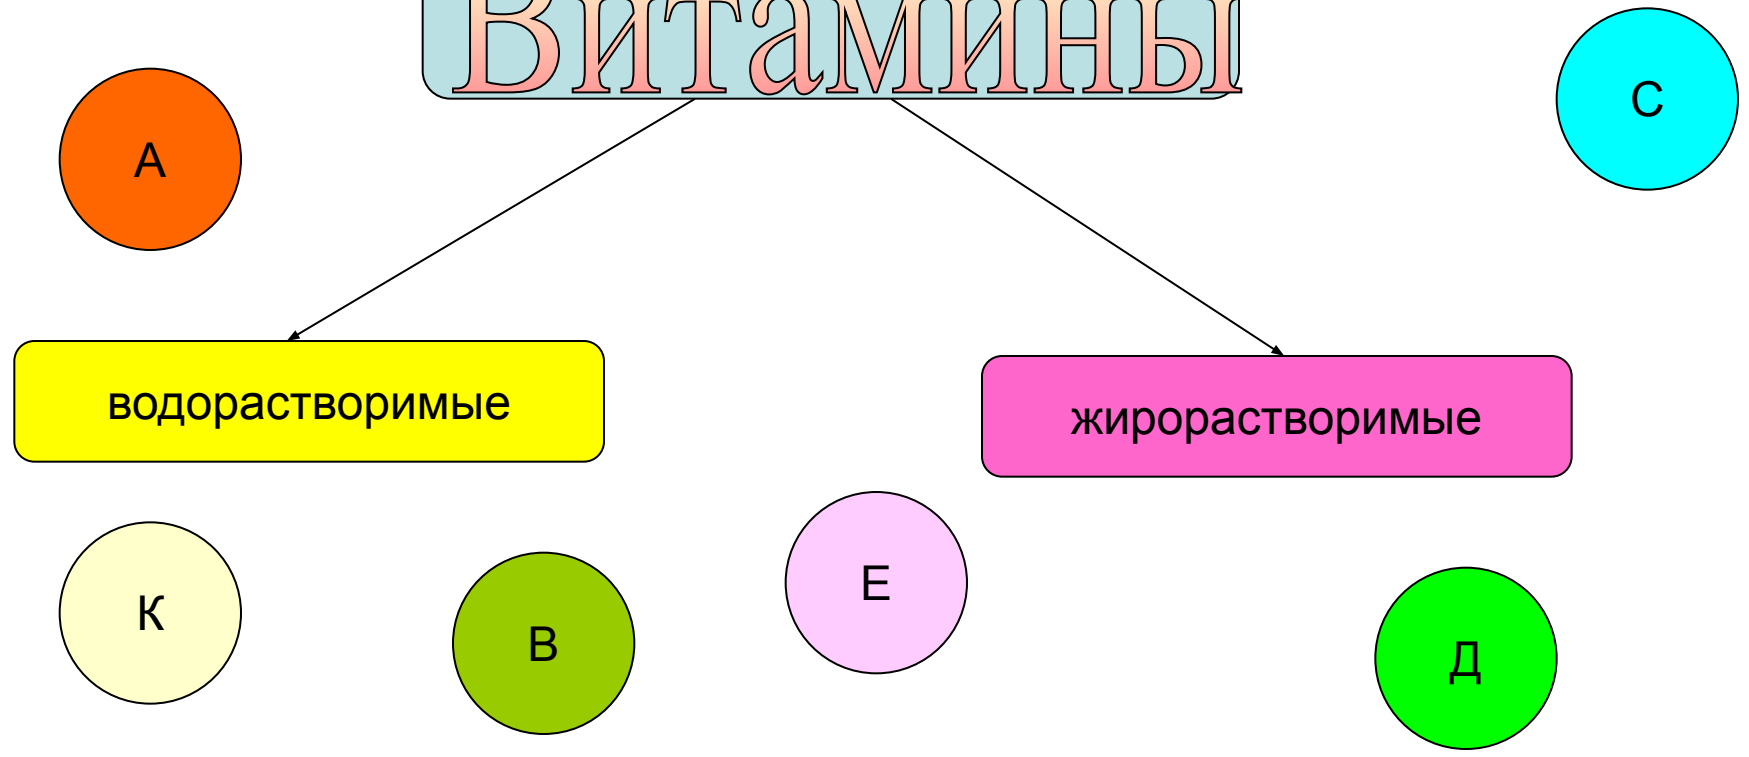 Витамины
А
С
водорастворимые
жирорастворимые
К
В
Е
Д